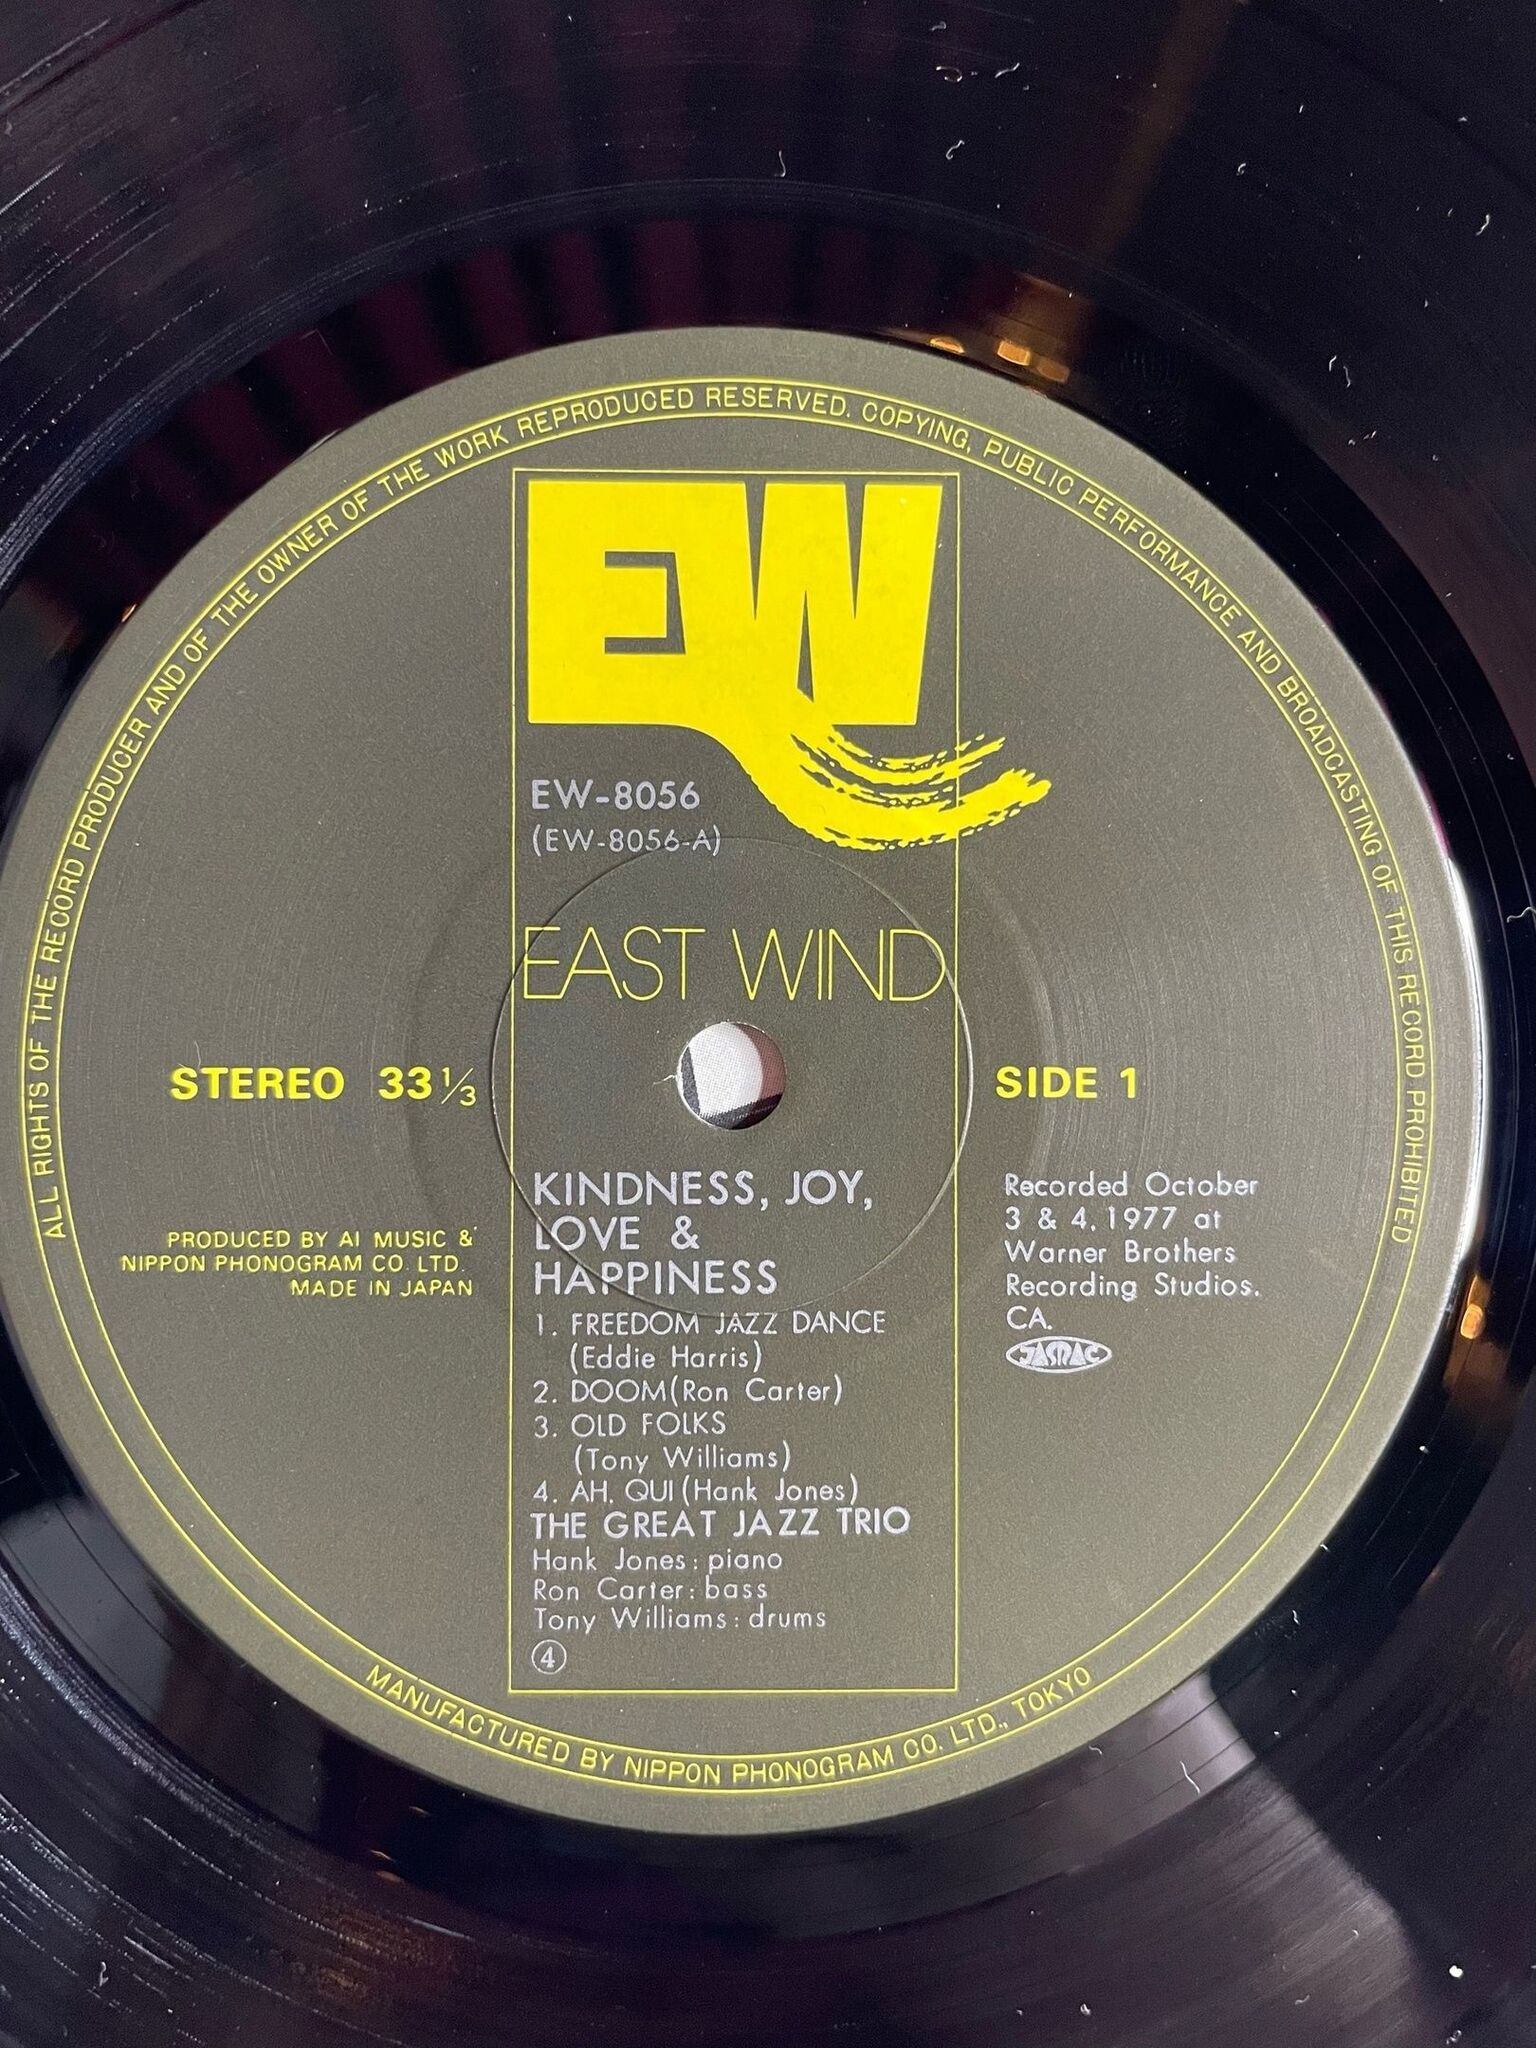 ALL RIGHTS OF THE RECORD PRODUCER AND OF THE OWNER OF THE WORK REPRODUCED RESERVED. COPYING, PUBLIC PERFORMANCE AND BROADCASTING OF THIS RECORD PROHIBITED
EW
EW-8056
(EW-8056-A)
EAST WIND
STEREO 33 1/3
SIDE 1
PRODUCED BY AI MUSIC &
NIPPON PHONOGRAM CO. LTD.
MADE IN JAPAN
KINDNESS, JOY,
LOVE &
HAPPINESS
1. FREEDOM JAZZ DANCE
(Eddie Harris)
2. DOOM(Ron Carter)
3. OLD FOLKS
(Tony Williams)
4. AH, QUI(Hank Jones)
THE GREAT JAZZ TRIO
Hank Jones: piano
Ron Carter: bass
Tony Williams: drums
④
Recorded October
3 & 4, 1977 at
Warner Brothers
Recording Studios.
CA.
JASRAC
MANUFACTURED BY NIPPON PHONOGRAM CO. LTD., TOKYO